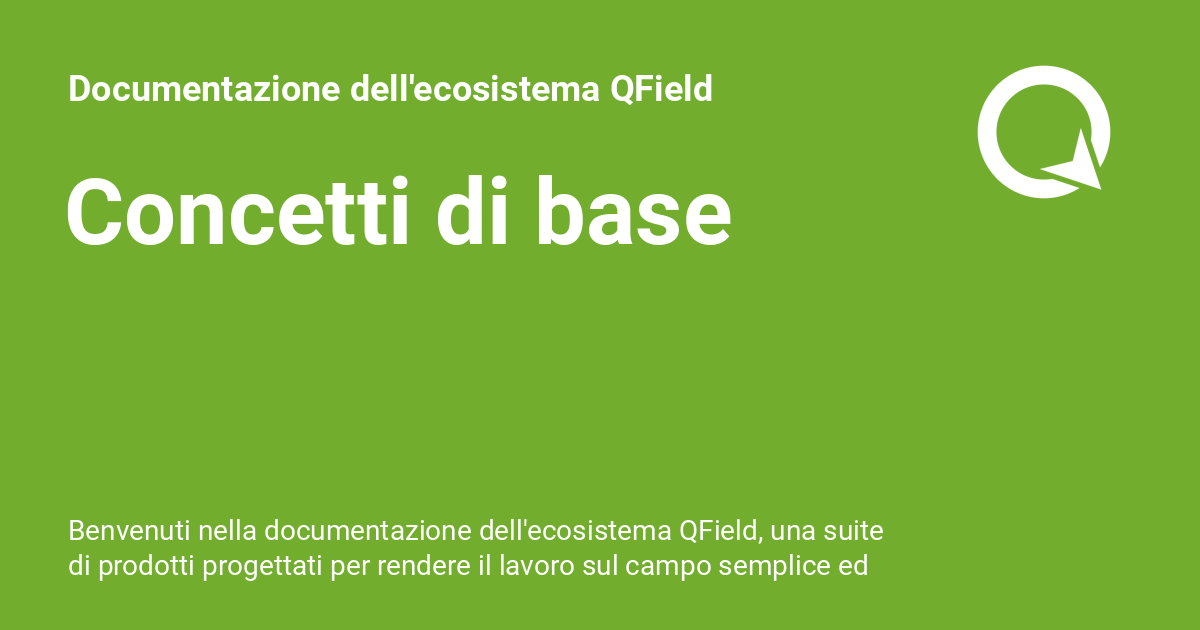 Documentazione dell'ecosistema QField
Concetti di base
Benvenuti nella documentazione dell'ecosistema QField, una suite
di prodotti progettati per rendere il lavoro sul campo semplice ed